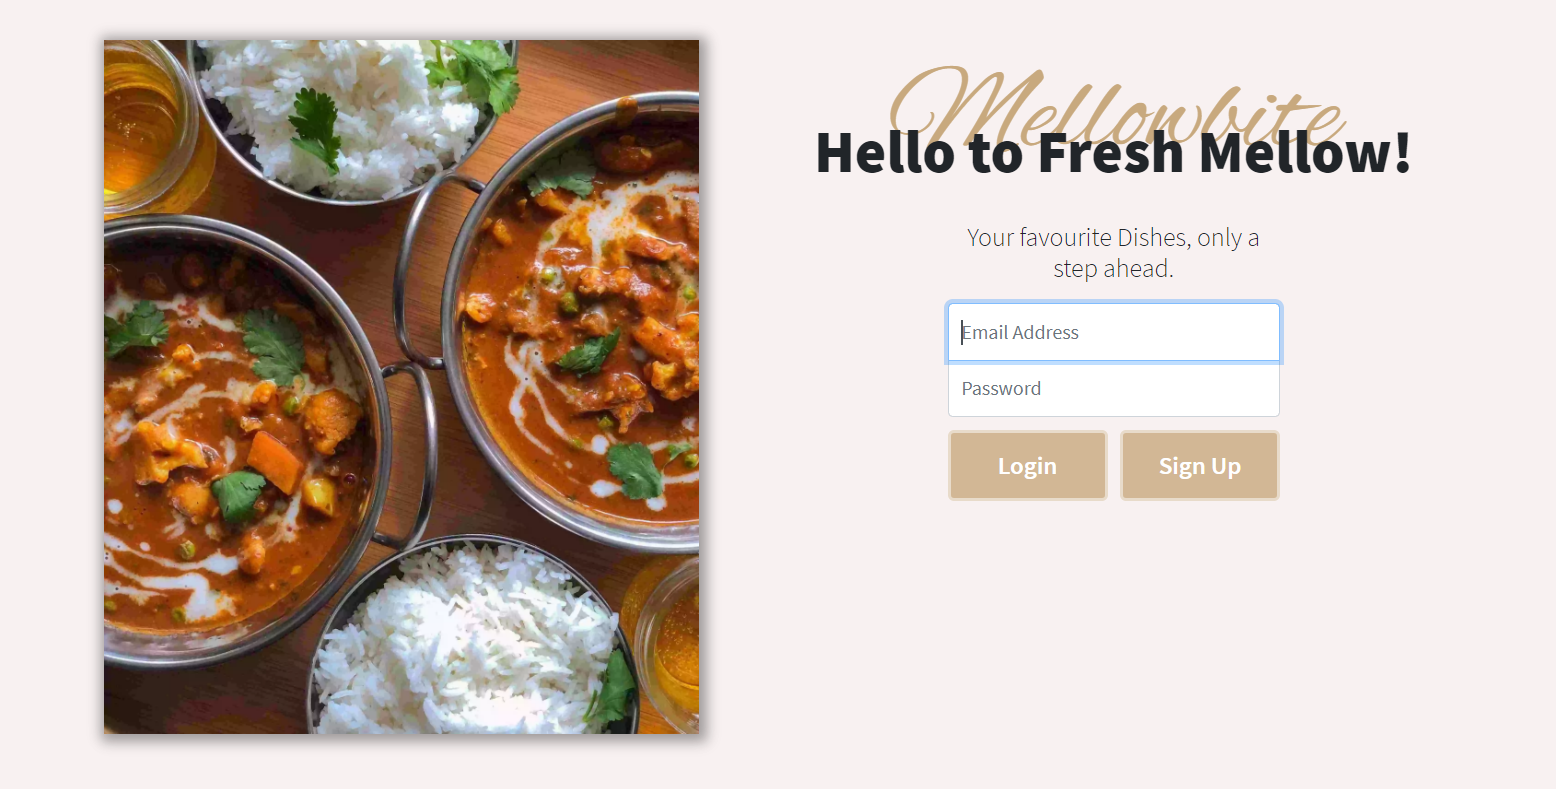 Mellowbite
Hello to Fresh Mellow!
Your favourite Dishes, only a
step ahead.
Email Address
Password
Login
Sign Up